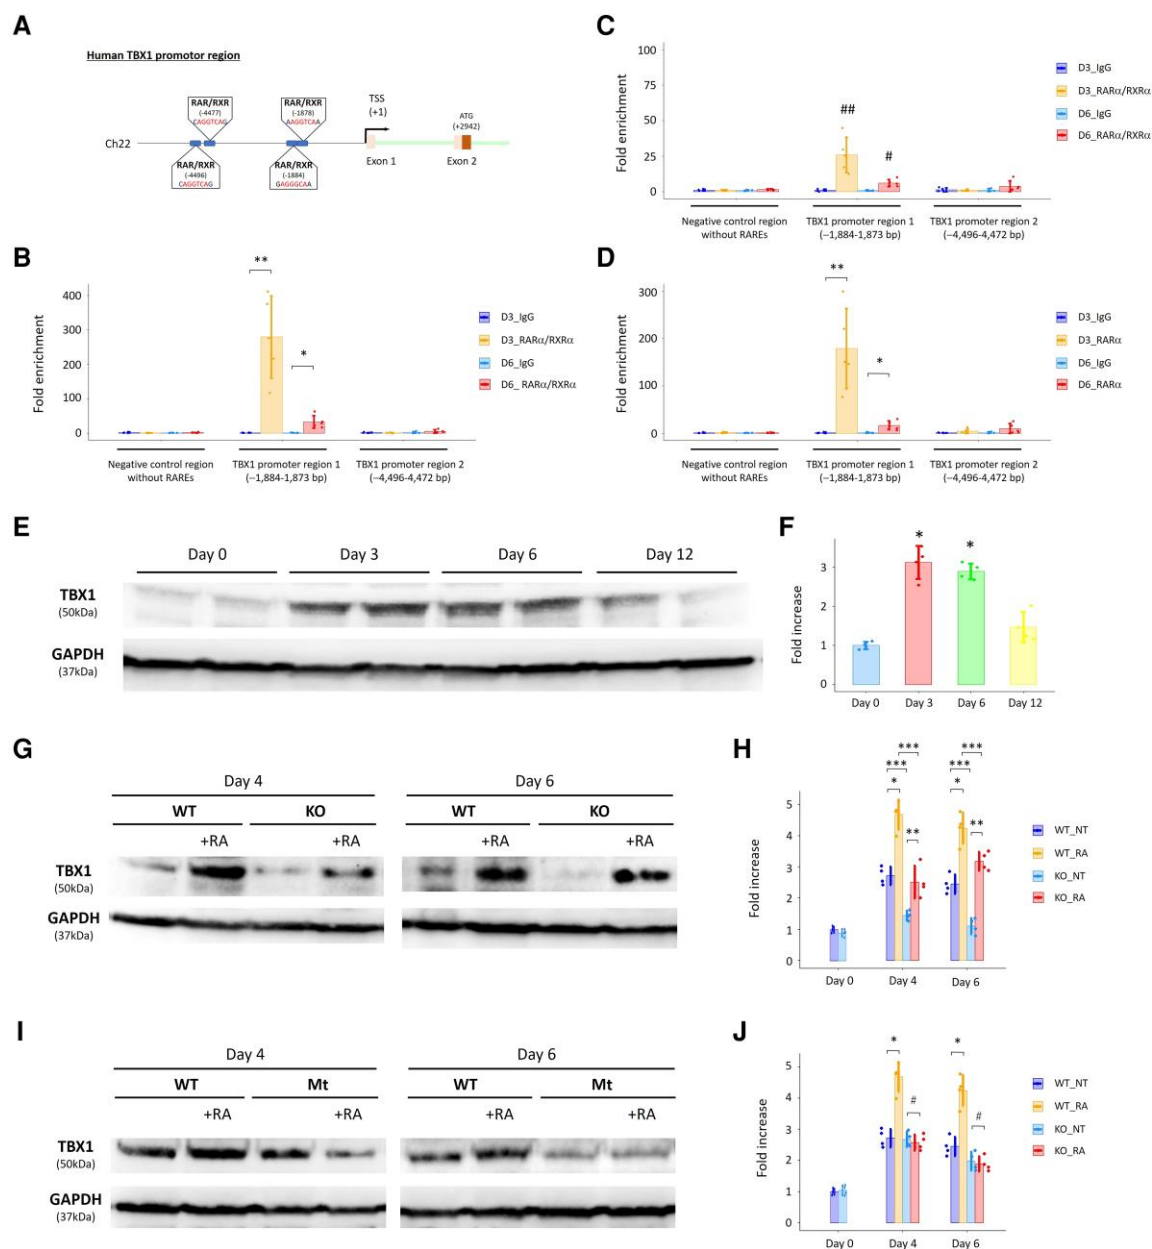 A
Human TBX1 promotor region
RAR/RXR
(-4477)
CAGGTCAG
RAR/RXR
(-1878)
AAGGTCAA
TSS
(+1)
ATG
(+2942)
Ch22
Exon 1
Exon 2
RAR/RXR
(-4496)
CAGGTCAG
RAR/RXR
(-1884)
GAGGGCAA
C
Fold enrichment
100
75
50
25
0
##
#
D3_IgG
D3_RARα/RXRα
D6_IgG
D6_RARα/RXRα
Negative control region
without RAREs
TBX1 promoter region 1
(−1,884-1,873 bp)
TBX1 promoter region 2
(−4,496-4,472 bp)
B
Fold enrichment
400
300
200
100
0
**
*
D3_IgG
D3_RARα/RXRα
D6_IgG
D6_ RARα/RXRα
Negative control region
without RAREs
TBX1 promoter region 1
(−1,884-1,873 bp)
TBX1 promoter region 2
(−4,496-4,472 bp)
D
Fold enrichment
300
200
100
0
**
*
D3_IgG
D3_RARα
D6_IgG
D6_RARα
Negative control region
without RAREs
TBX1 promoter region 1
(−1,884-1,873 bp)
TBX1 promoter region 2
(−4,496-4,472 bp)
E
Day 0 Day 3 Day 6 Day 12
TBX1
(50kDa)
GAPDH
(37kDa)
F
Fold increase
3
2
1
0
*
*
Day 0 Day 3 Day 6 Day 12
G
Day 4 Day 6
WT KO WT KO
+RA +RA +RA +RA
TBX1
(50kDa)
GAPDH
(37kDa)
H
Fold increase
5
4
3
2
1
0
*** ***
*** ***
* *
** **
WT_NT
WT_RA
KO_NT
KO_RA
Day 0 Day 4 Day 6
I
Day 4 Day 6
WT Mt WT Mt
+RA +RA +RA +RA
TBX1
(50kDa)
GAPDH
(37kDa)
J
Fold increase
5
4
3
2
1
0
* *
# #
WT_NT
WT_RA
KO_NT
KO_RA
Day 0 Day 4 Day 6